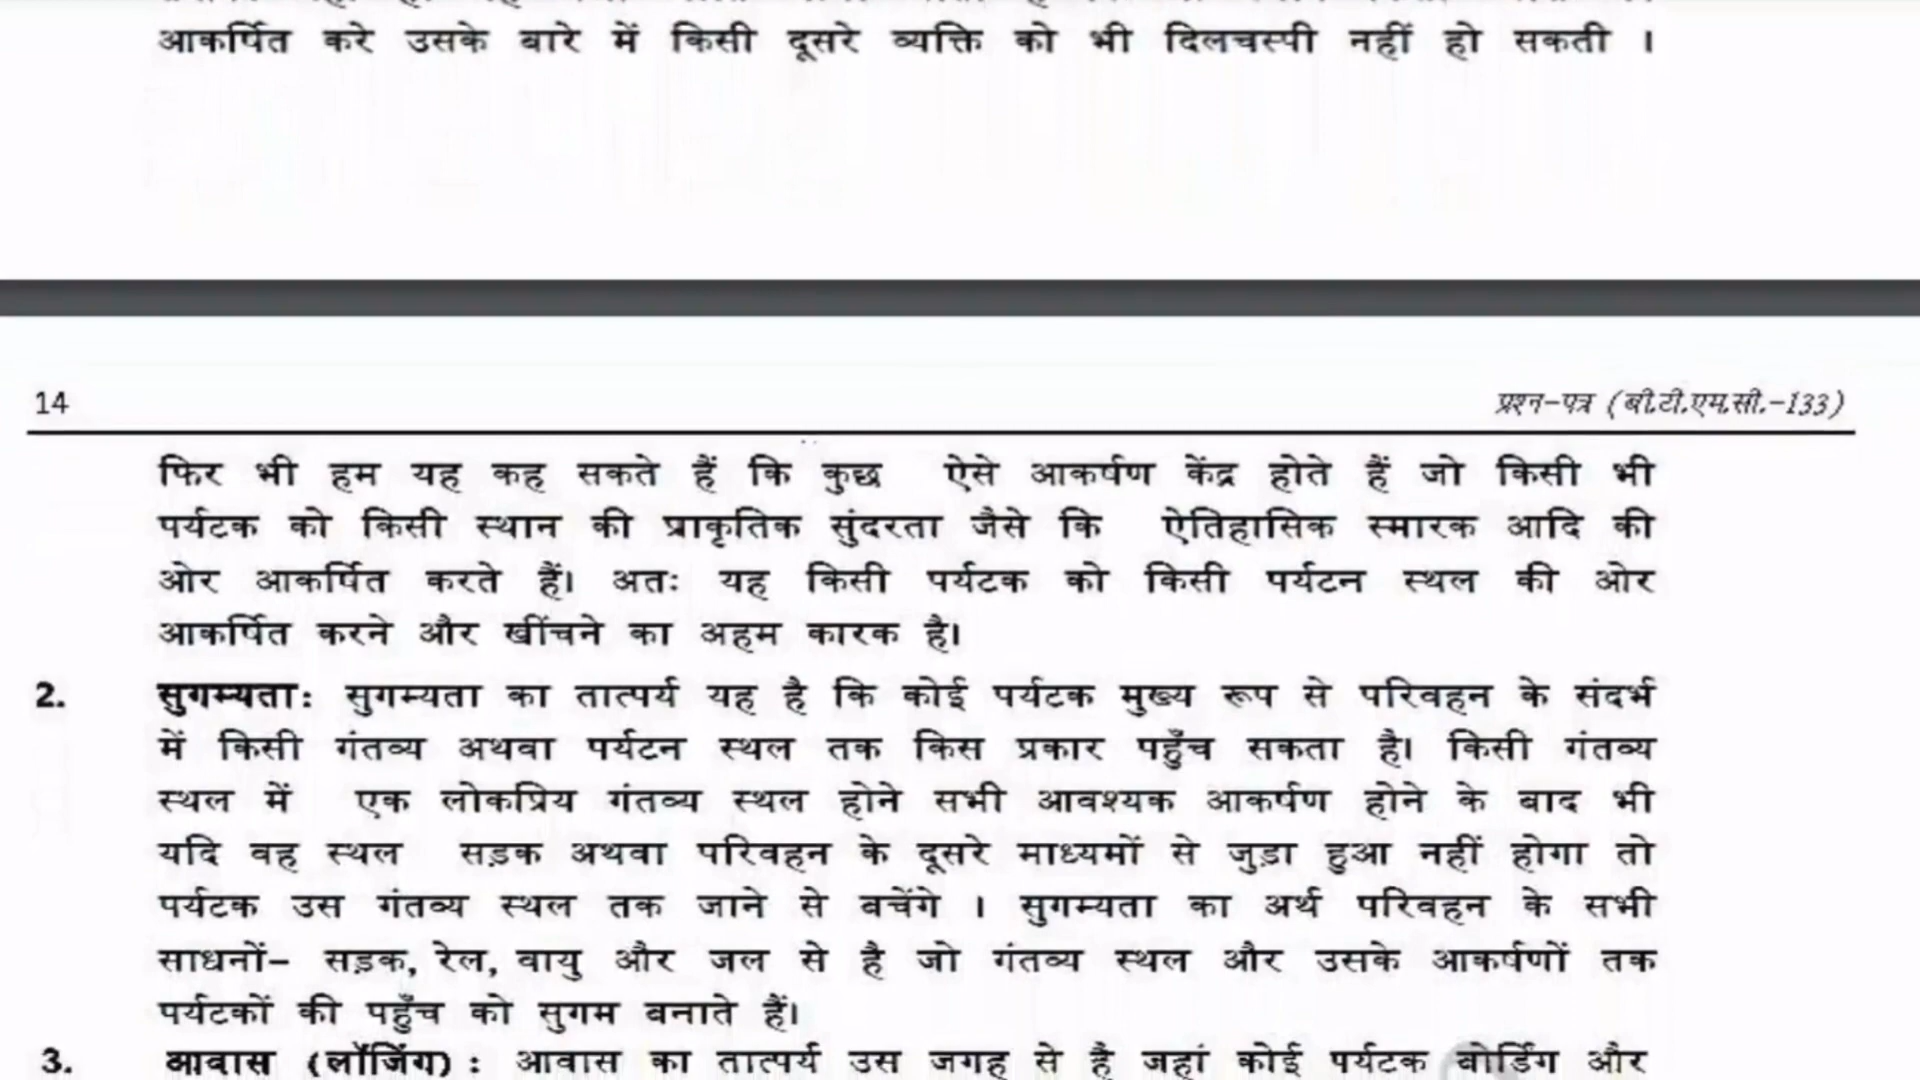 आकर्षित करे उसके बारे में किसी दूसरे व्यक्ति को भी दिलचस्पी नहीं हो सकती ।
14
प्रश्न-पत्र (बी.टी.एम.सी.-133)
फिर भी हम यह कह सकते हैं कि कुछ ऐसे आकर्षण केंद्र होते हैं जो किसी भी
पर्यटक को किसी स्थान की प्राकृतिक सुंदरता जैसे कि ऐतिहासिक स्मारक आदि की
ओर आकर्षित करते हैं। अतः यह किसी पर्यटक को किसी पर्यटन स्थल की ओर
आकर्षित करने और खींचने का अहम कारक है।
2. सुगम्यता: सुगम्यता का तात्पर्य यह है कि कोई पर्यटक मुख्य रूप से परिवहन के संदर्भ
में किसी गंतव्य अथवा पर्यटन स्थल तक किस प्रकार पहुँच सकता है। किसी गंतव्य
स्थल में एक लोकप्रिय गंतव्य स्थल होने सभी आवश्यक आकर्षण होने के बाद भी
यदि वह स्थल सड़क अथवा परिवहन के दूसरे माध्यमों से जुड़ा हुआ नहीं होगा तो
पर्यटक उस गंतव्य स्थल तक जाने से बचेंगे । सुगम्यता का अर्थ परिवहन के सभी
साधनों- सड़क, रेल, वायु और जल से है जो गंतव्य स्थल और उसके आकर्षणों तक
पर्यटकों की पहुँच को सुगम बनाते हैं।
3. आवास (लॉजिंग) : आवास का तात्पर्य उस जगह से है जहां कोई पर्यटक बोर्डिंग और